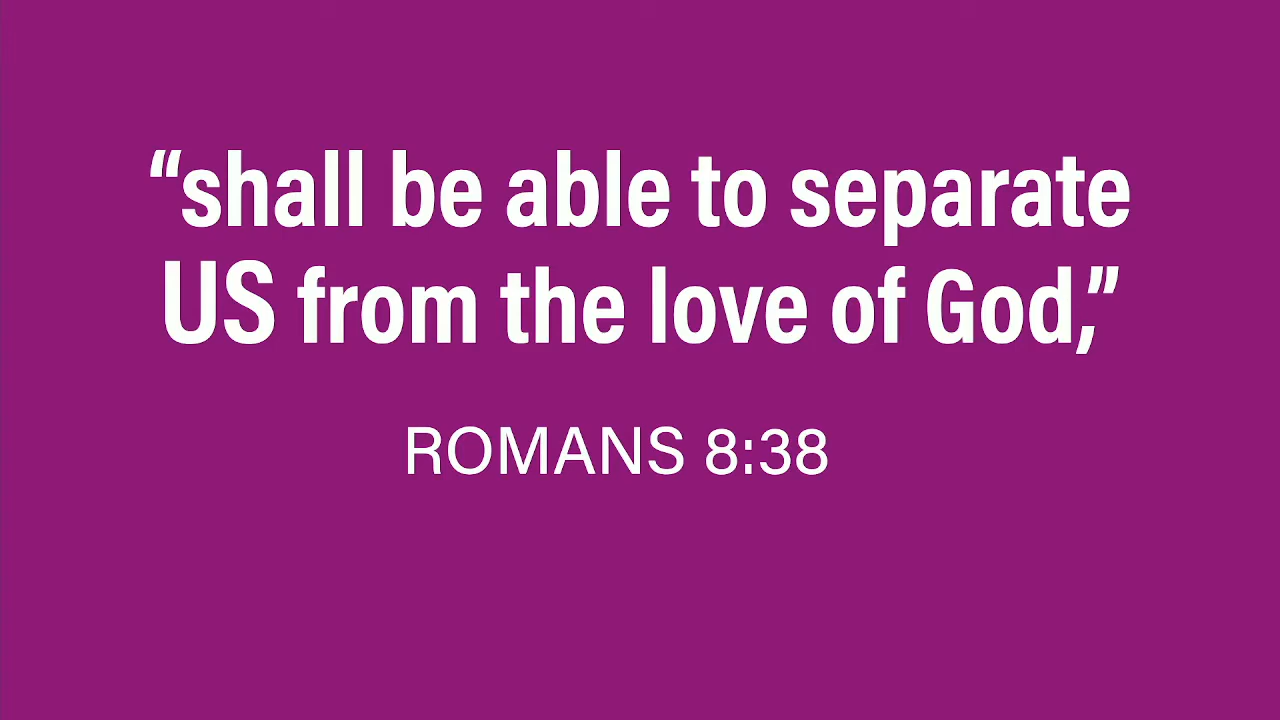 “shall be able to separate
US from the love of God,”
ROMANS 8:38